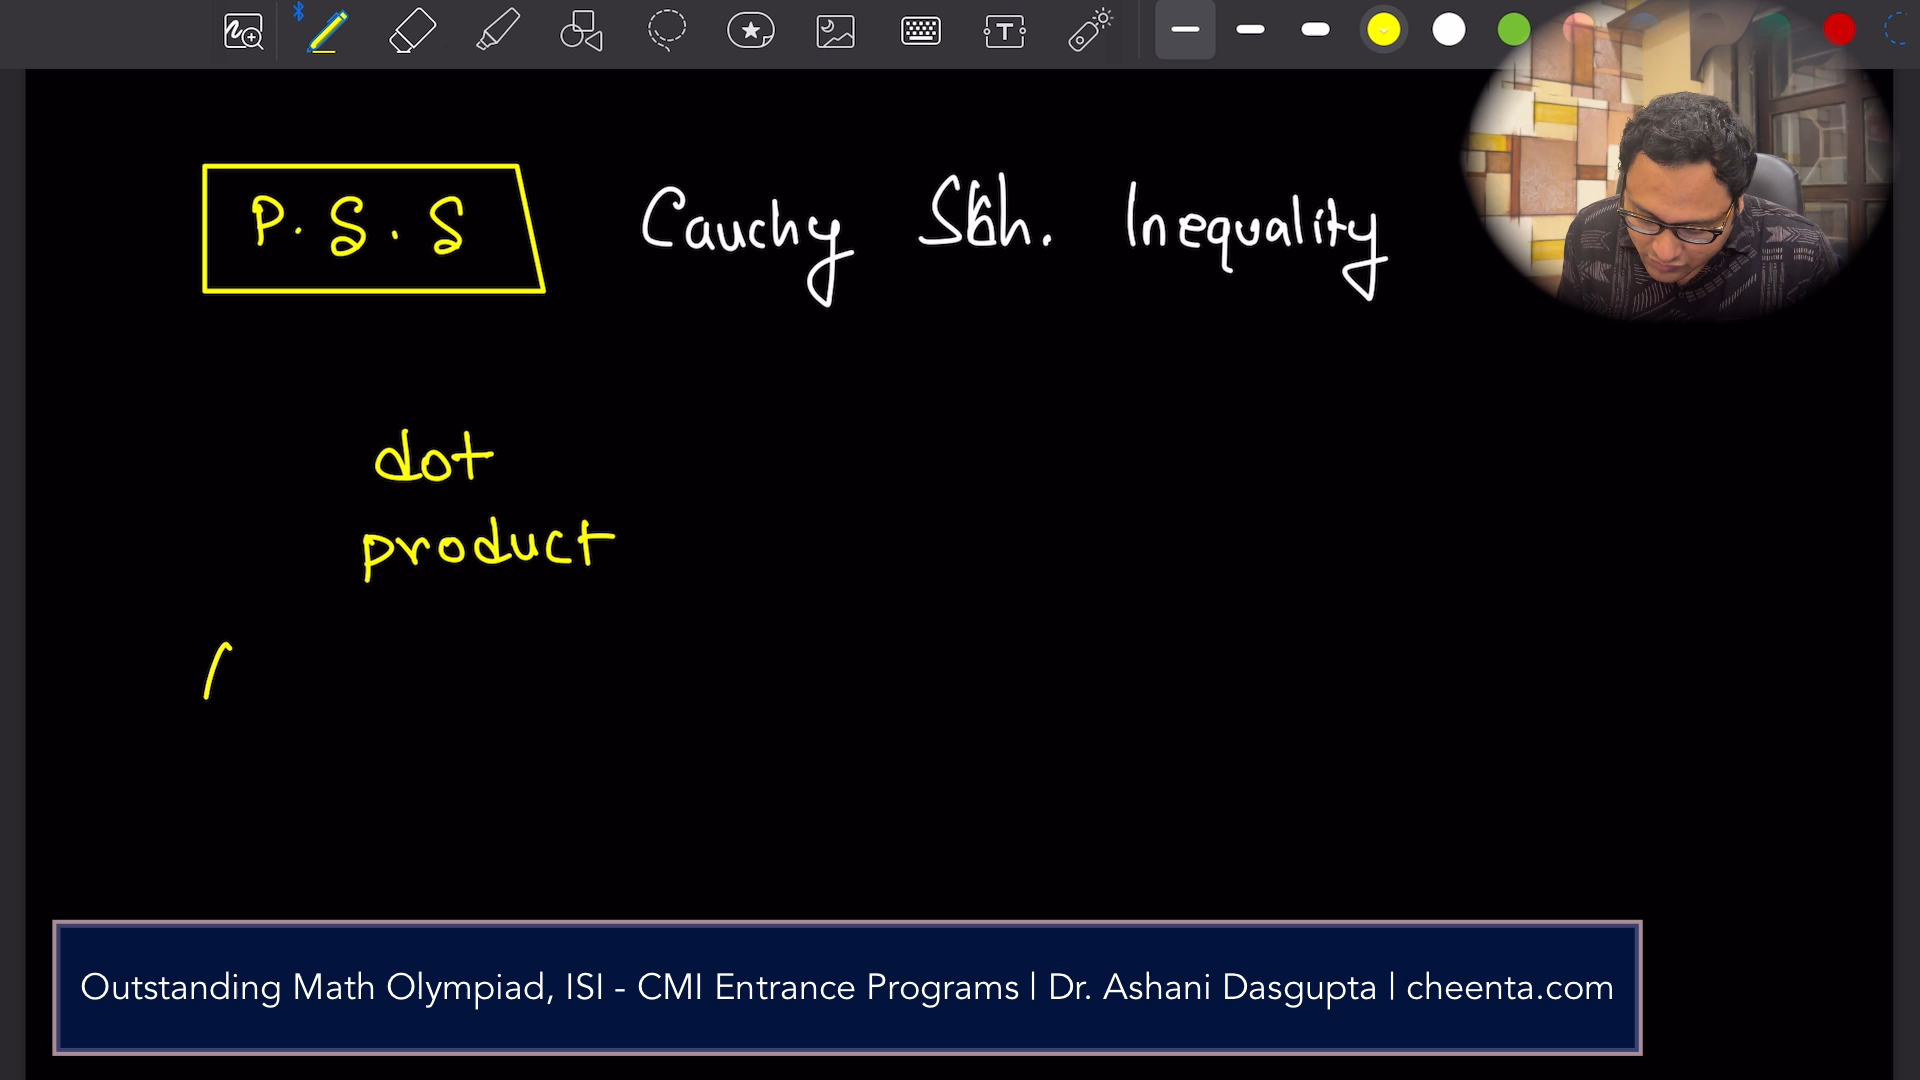 P. S. S Cauchy Sch. Inequality
dot
product
(
Outstanding Math Olympiad, ISI - CMI Entrance Programs | Dr. Ashani Dasgupta | cheenta.com